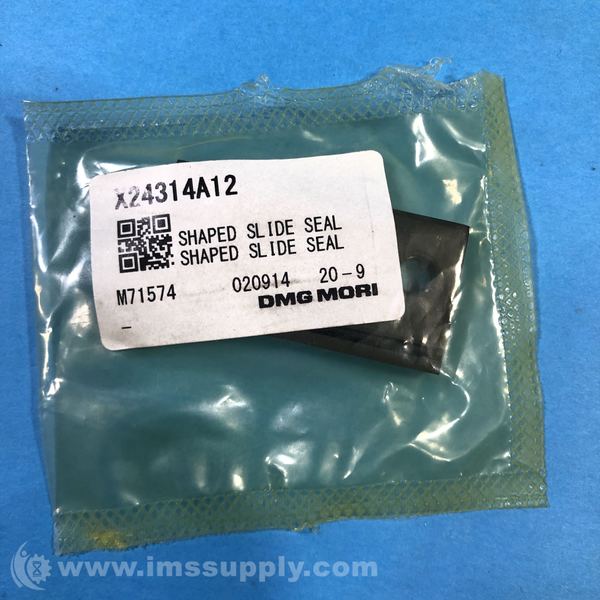 X24314A12
SHAPED SLIDE SEAL
SHAPED SLIDE SEAL
M71574 020914 20-9
– DMG MORI
www.imssupply.com